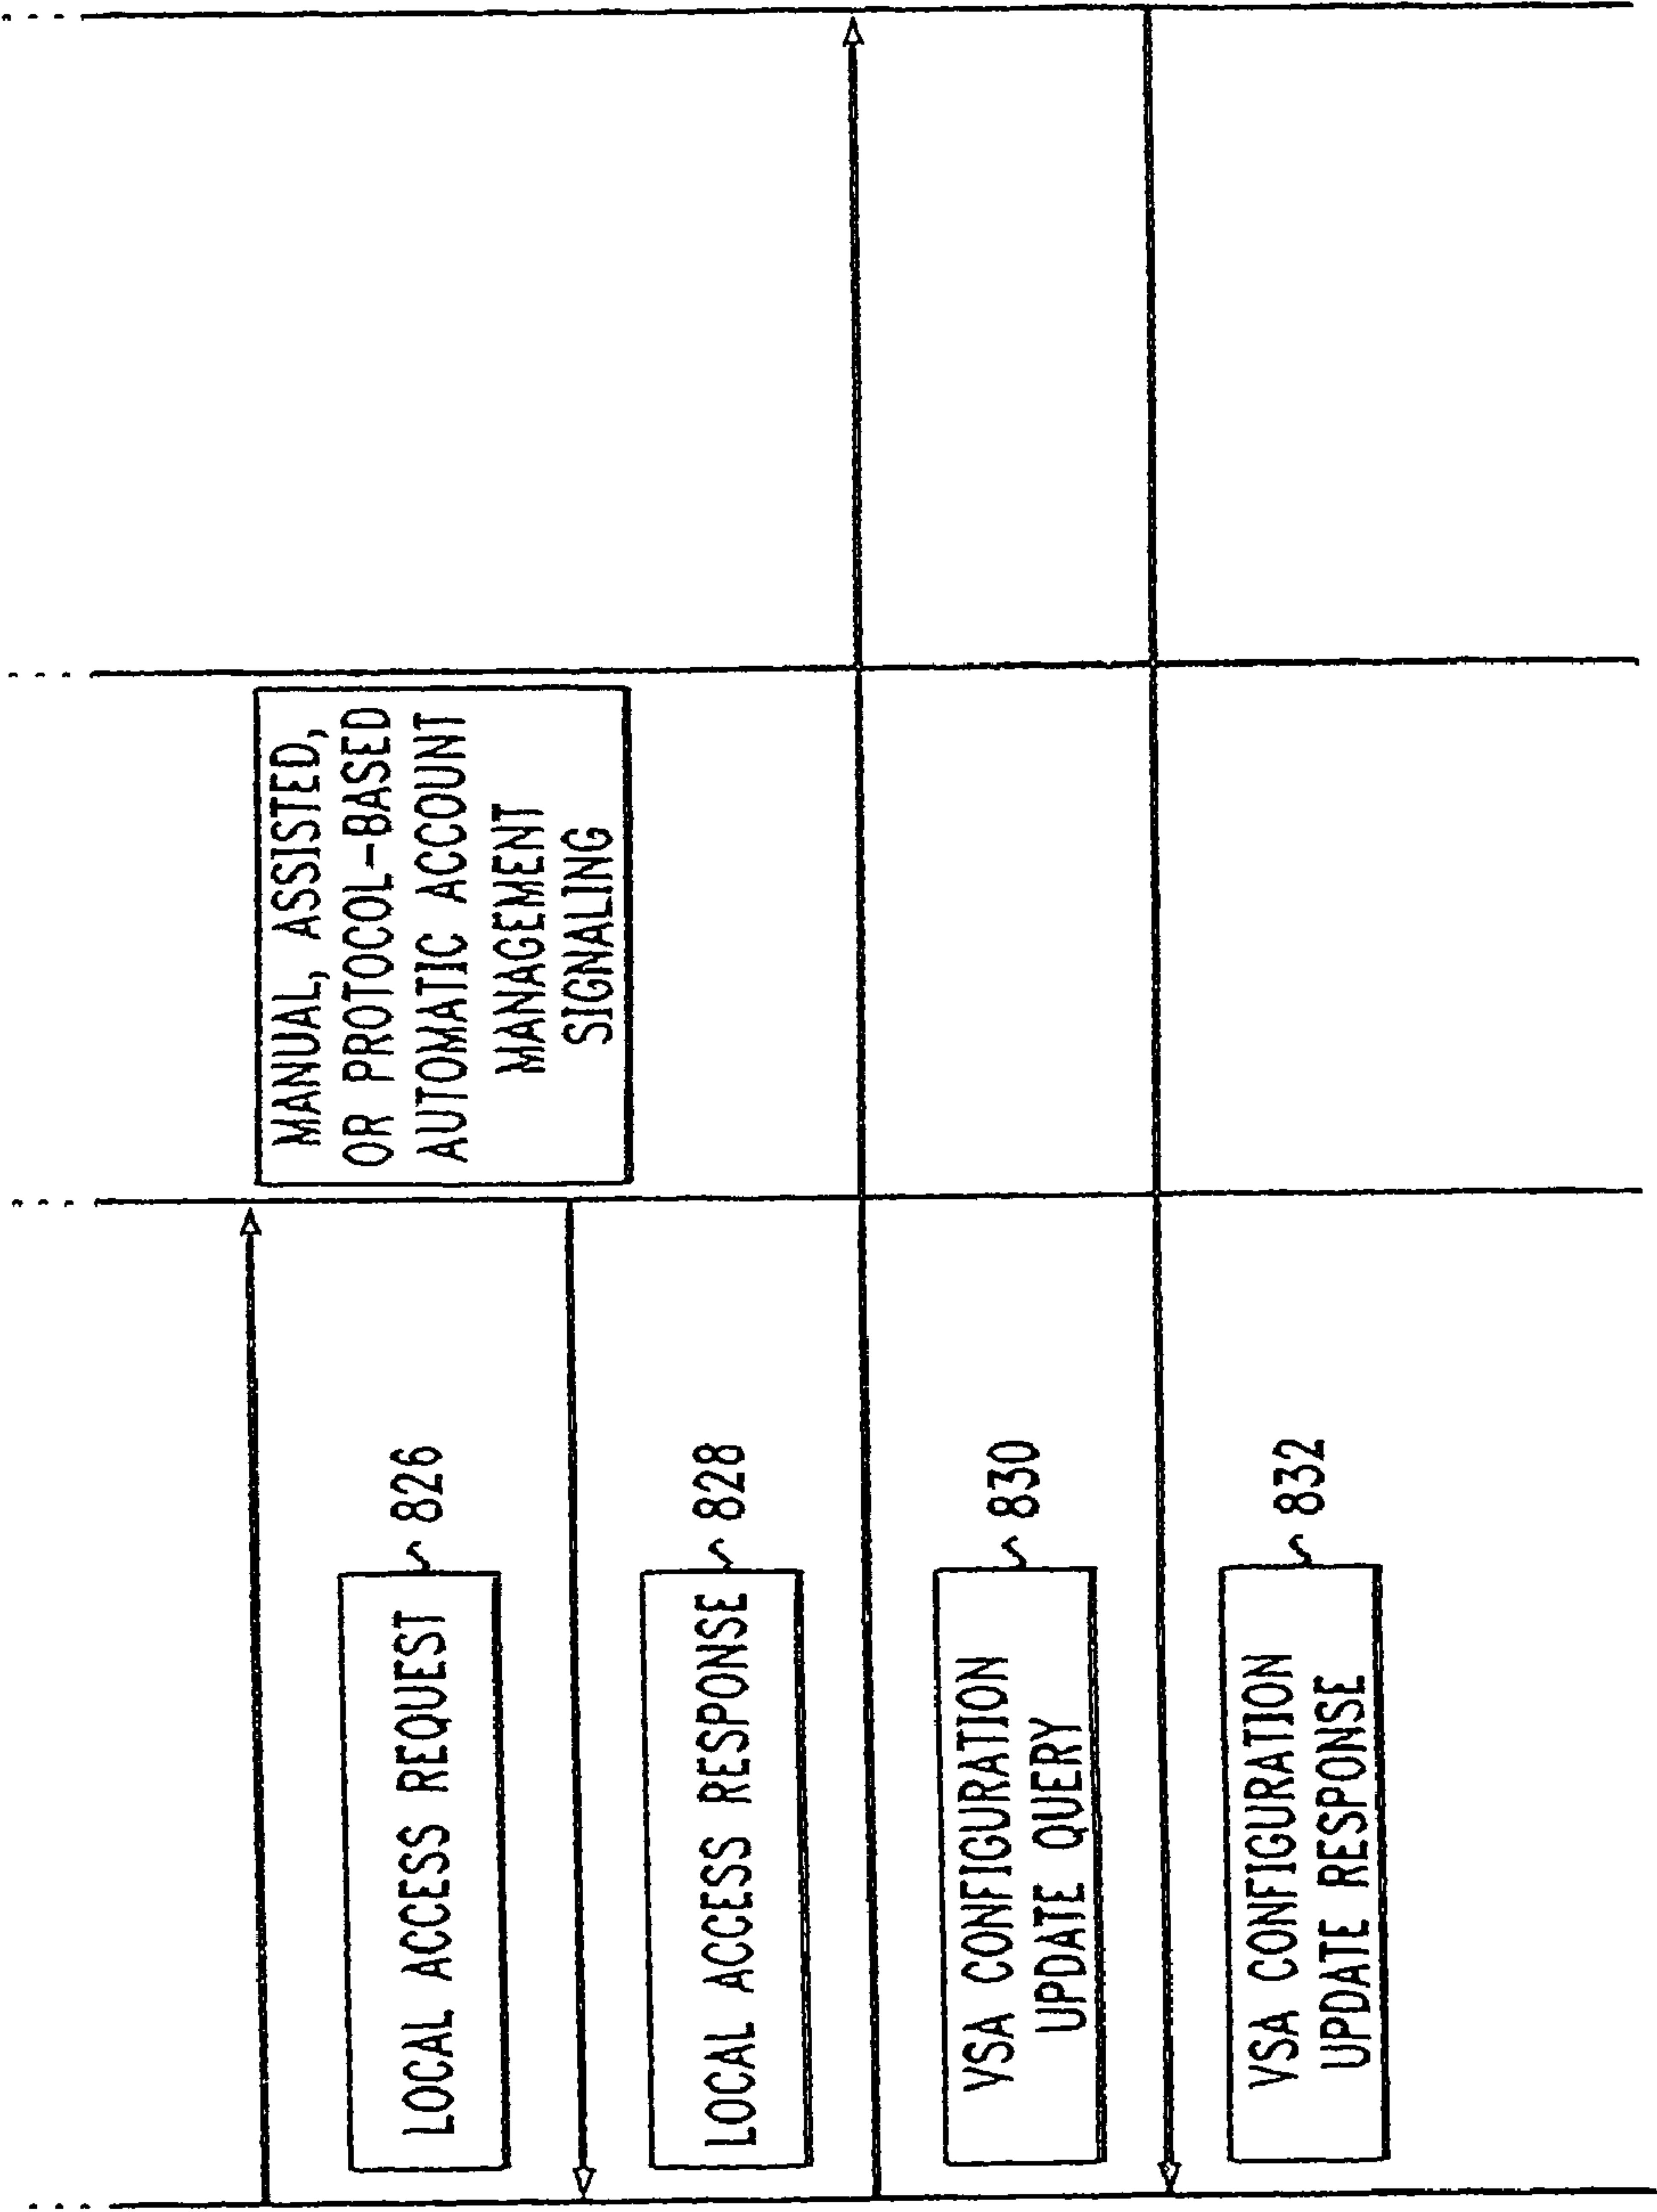 MANUAL, ASSISTED,
OR PROTOCOL-BASED
AUTOMATIC ACCOUNT
MANAGEMENT
SIGNALING
LOCAL ACCESS REQUEST
826
LOCAL ACCESS RESPONSE
828
VSA CONFIGURATION
UPDATE QUERY
830
VSA CONFIGURATION
UPDATE RESPONSE
832